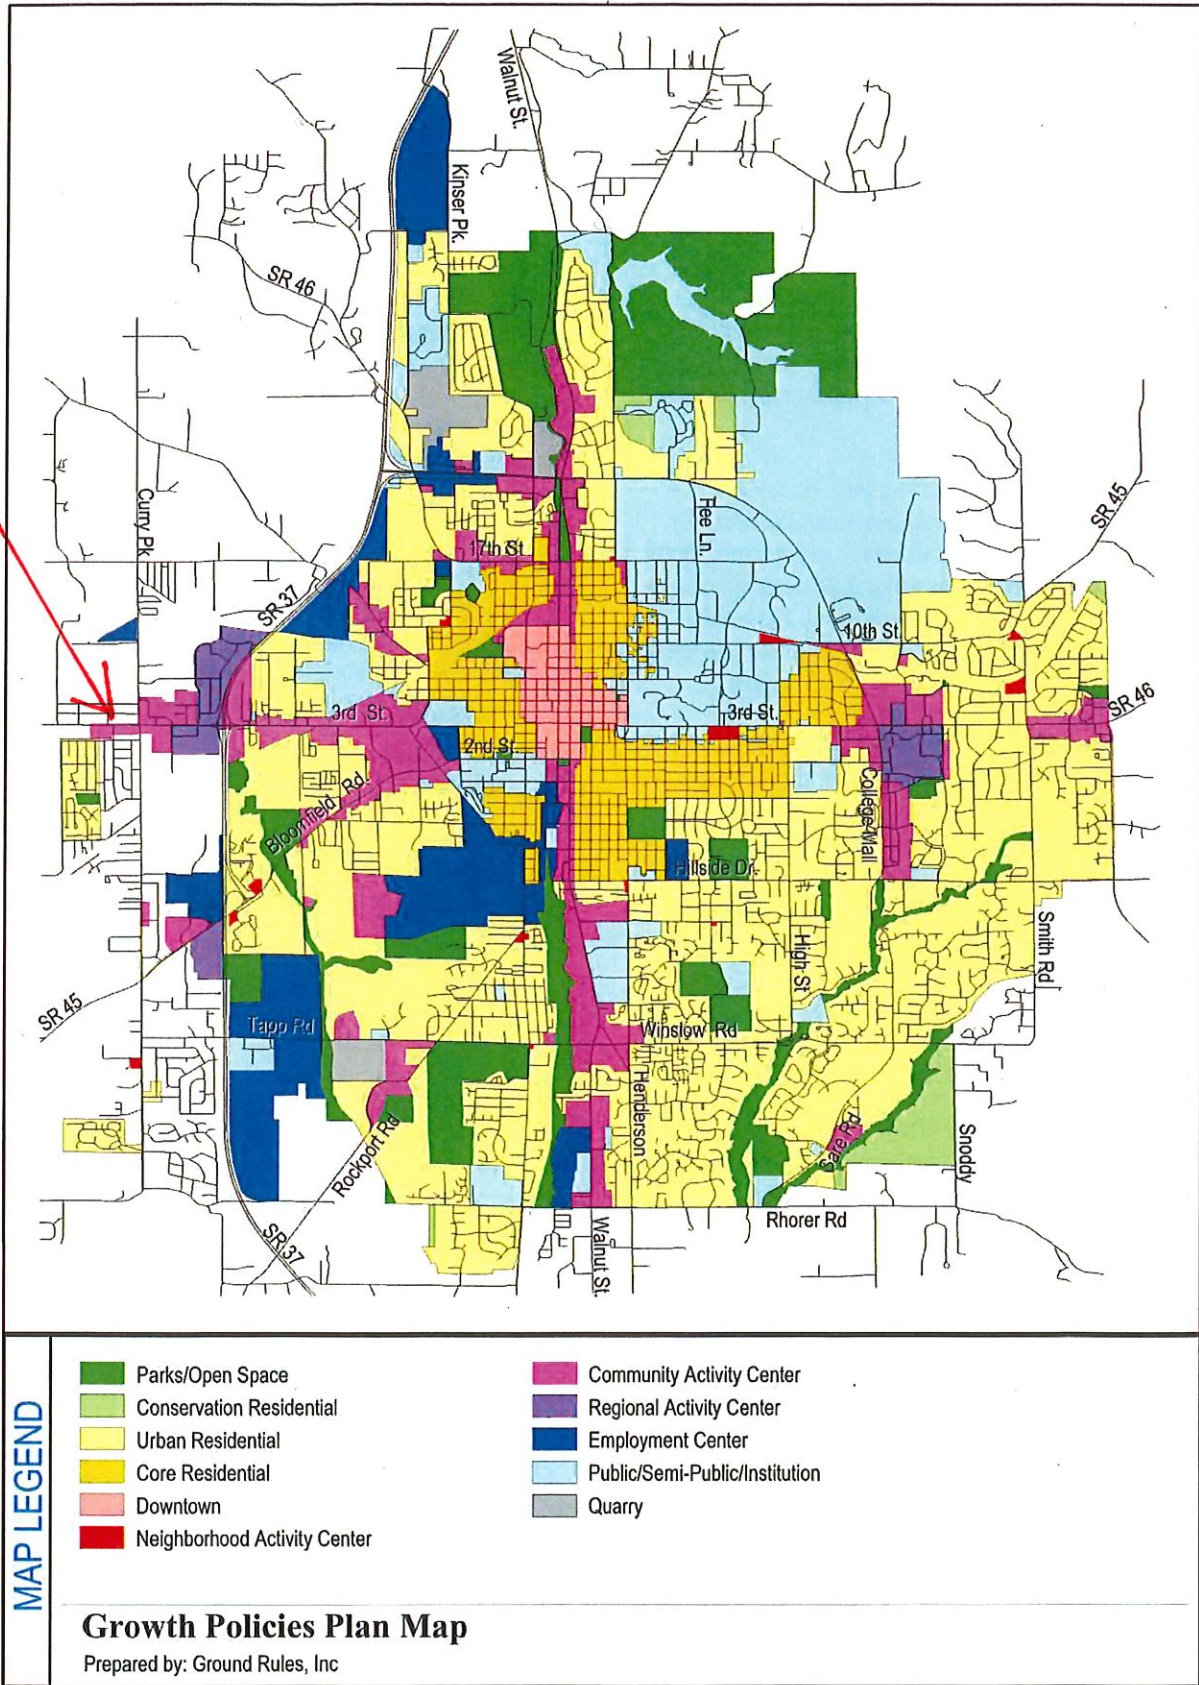 Walnut St.
Kinser Pk.
SR 46
Curry Pk
SR 45
Fee Ln.
17th St.
SR 37
10th St.
SR 46
3rd St.
3rd St.
2nd St.
Bloomfield Rd.
College Mall
Hillside Dr.
High St
Smith Rd
SR 45
Tapp Rd
Winslow Rd
Henderson
Rockport Rd
Sare Rd
Snoddy
Rhorer Rd
SR 37
Walnut St.
MAP LEGEND
Parks/Open Space
Conservation Residential
Urban Residential
Core Residential
Downtown
Neighborhood Activity Center
Community Activity Center
Regional Activity Center
Employment Center
Public/Semi-Public/Institution
Quarry
Growth Policies Plan Map
Prepared by: Ground Rules, Inc